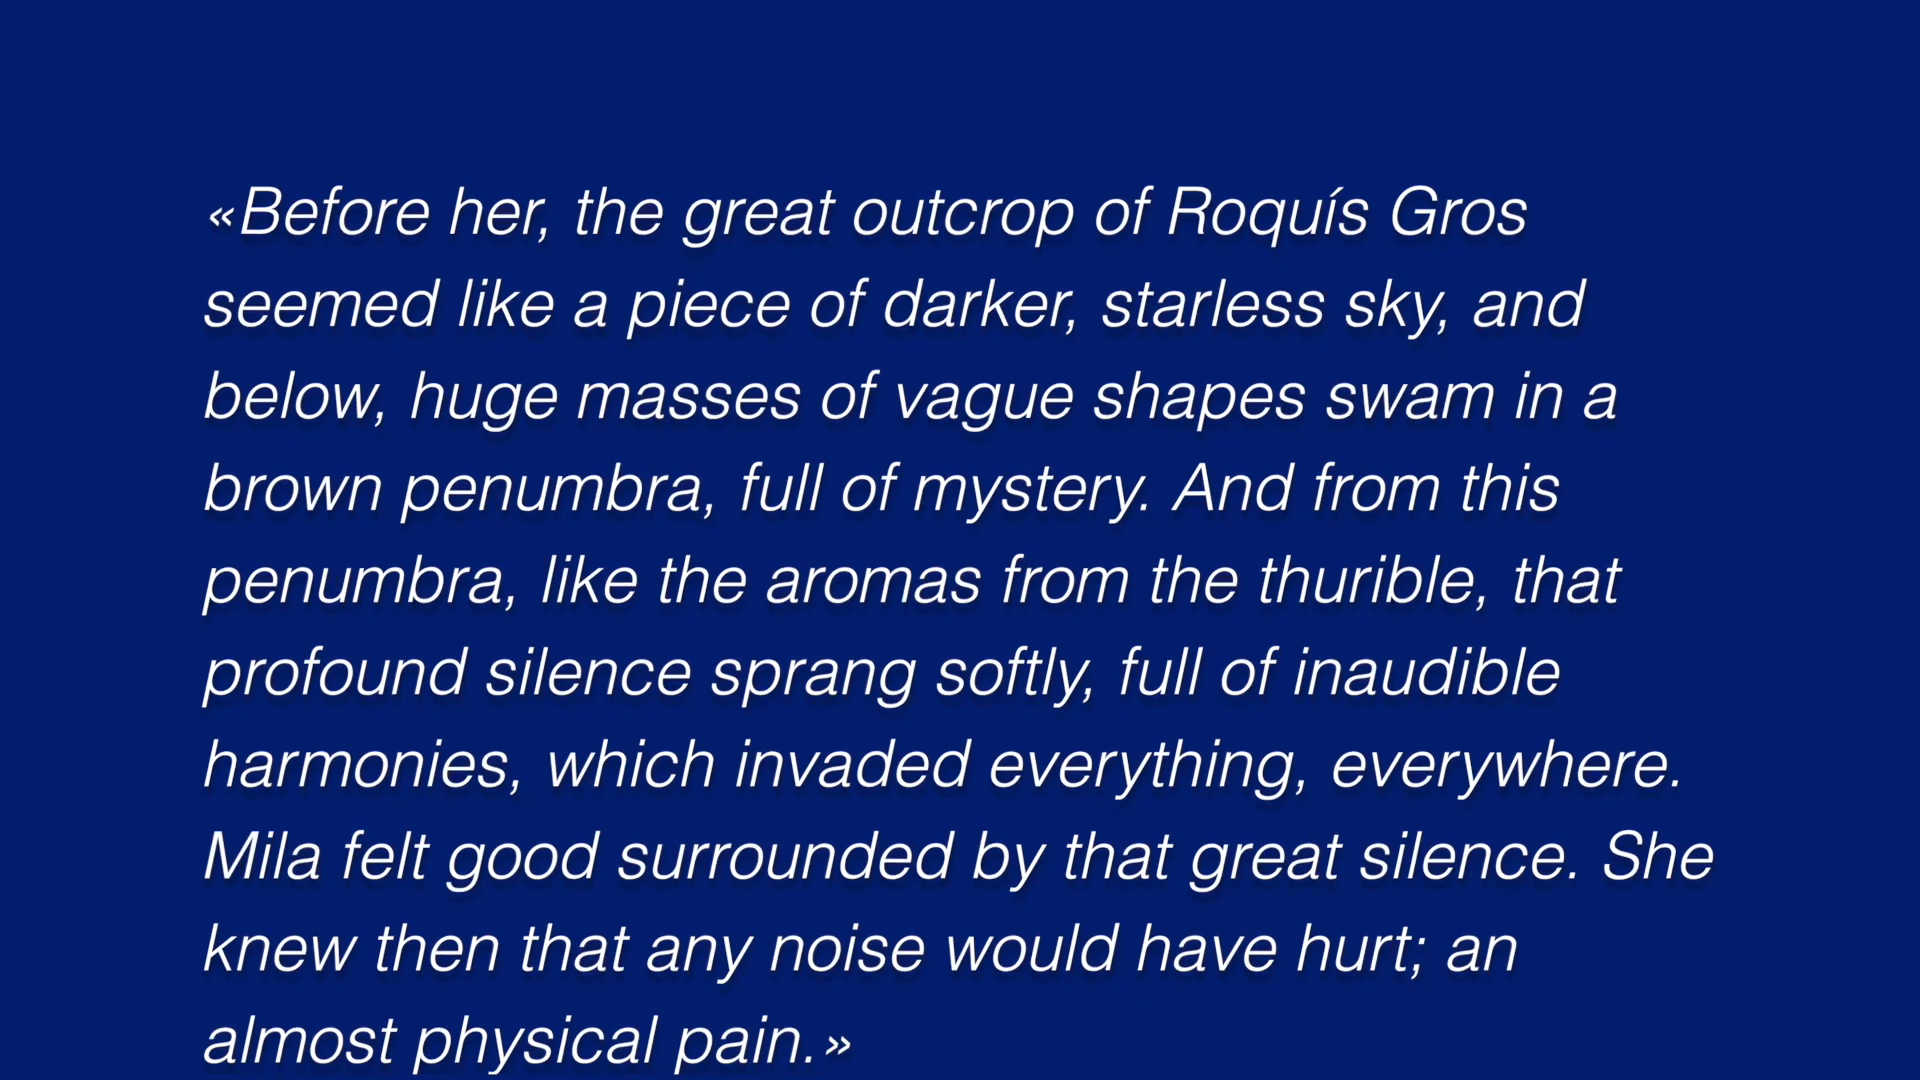 «Before her, the great outcrop of Roquís Gros
seemed like a piece of darker, starless sky, and
below, huge masses of vague shapes swam in a
brown penumbra, full of mystery. And from this
penumbra, like the aromas from the thurible, that
profound silence sprang softly, full of inaudible
harmonies, which invaded everything, everywhere.
Mila felt good surrounded by that great silence. She
knew then that any noise would have hurt; an
almost physical pain.»